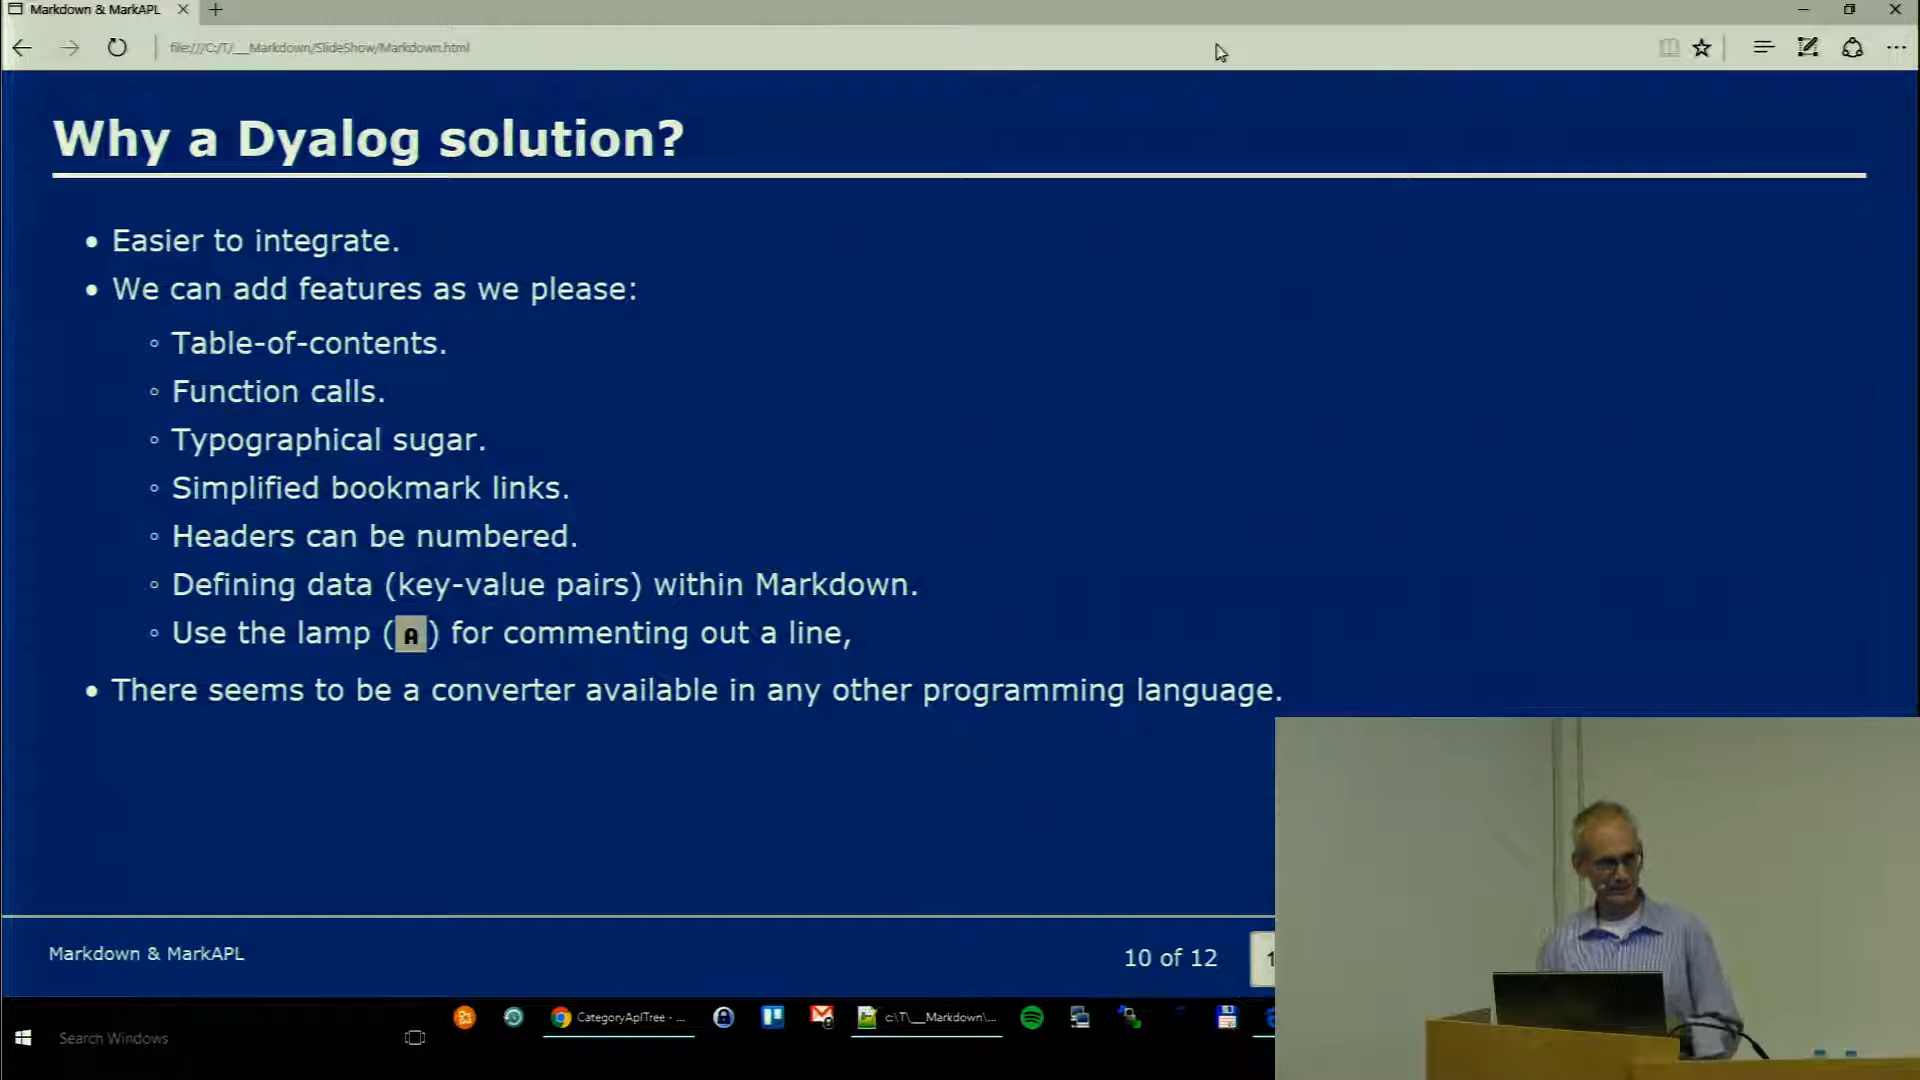 Markdown & MarkAPL
file:///C:/T/__Markdown/SlideShow/Markdown.html
Why a Dyalog solution?
• Easier to integrate.
• We can add features as we please:
◦ Table-of-contents.
◦ Function calls.
◦ Typographical sugar.
◦ Simplified bookmark links.
◦ Headers can be numbered.
◦ Defining data (key-value pairs) within Markdown.
◦ Use the lamp (⍝) for commenting out a line,
• There seems to be a converter available in any other programming language.
Markdown & MarkAPL
10 of 12
1
Search Windows
CategoryAplTree - ...
c:\T\__Markdown\...